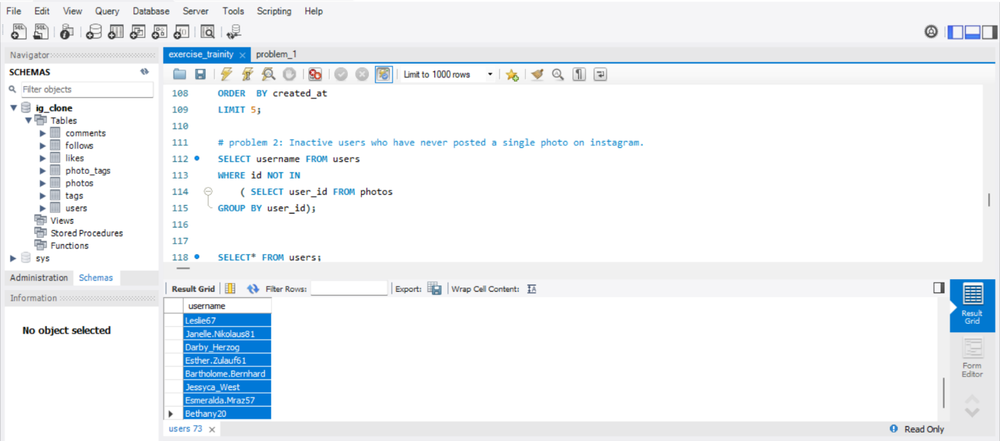 File Edit View Query Database Server Tools Scripting Help
SQL SQL
Navigator
SCHEMAS
Filter objects
ig_clone
Tables
comments
follows
likes
photo_tags
photos
tags
users
Views
Stored Procedures
Functions
sys
Administration Schemas
Information
No object selected
exercise_trainity × problem_1
Limit to 1000 rows
108 ORDER BY created_at
109 LIMIT 5;
110
111 # problem 2: Inactive users who have never posted a single photo on instagram.
112 SELECT username FROM users
113 WHERE id NOT IN
114 ( SELECT user_id FROM photos
115 GROUP BY user_id);
116
117
118 SELECT* FROM users;
Result Grid Filter Rows: Export: Wrap Cell Content:
username
Leslie67
Janelle.Nikolaus81
Darby_Herzog
Esther.Zulauf61
Bartholome.Bernhard
Jessyca_West
Esmeralda.Mraz57
Bethany20
Result
Grid
Form
Editor
users 73 × Read Only